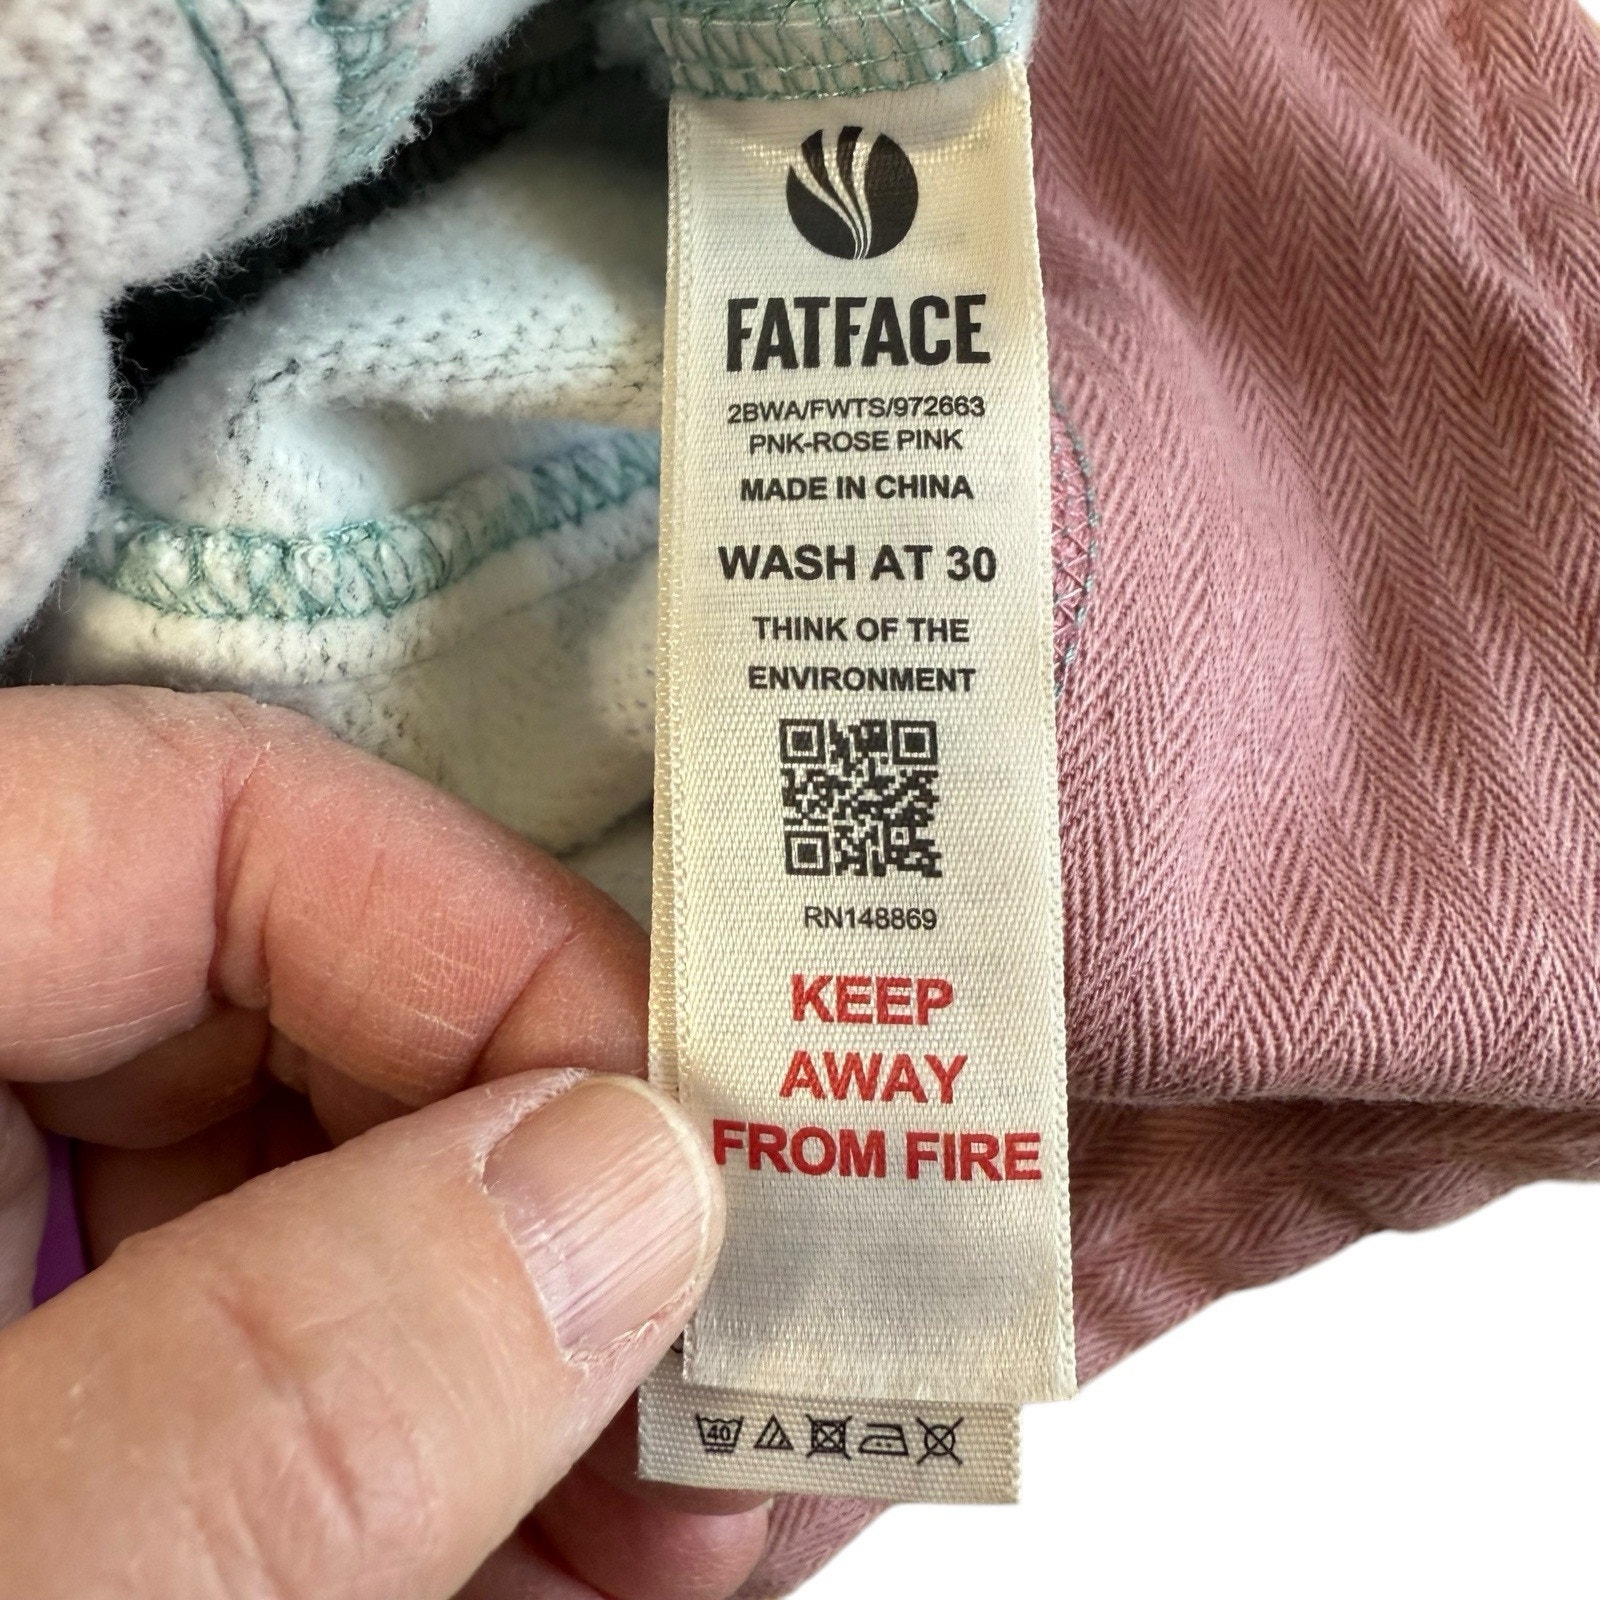 FATFACE
2BWA/FWTS/972663
PNK-ROSE PINK
MADE IN CHINA
WASH AT 30
THINK OF THE
ENVIRONMENT
RN148869
KEEP
AWAY
FROM FIRE
40